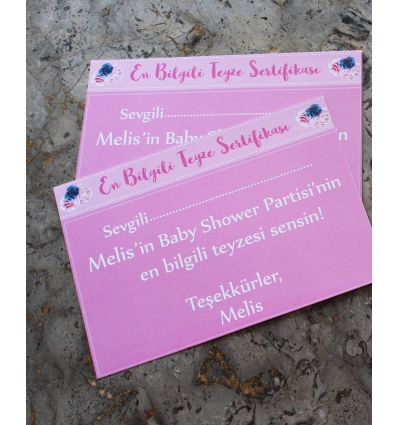 En Bilgili Teyze Sertifikası
Sevgili
Melis'in Baby
En Bilgili Teyze Sertifikası
Sevgili
Melis'in Baby Shower Partisi'nin
en bilgili teyzesi sensin!
Teşekkürler,
Melis